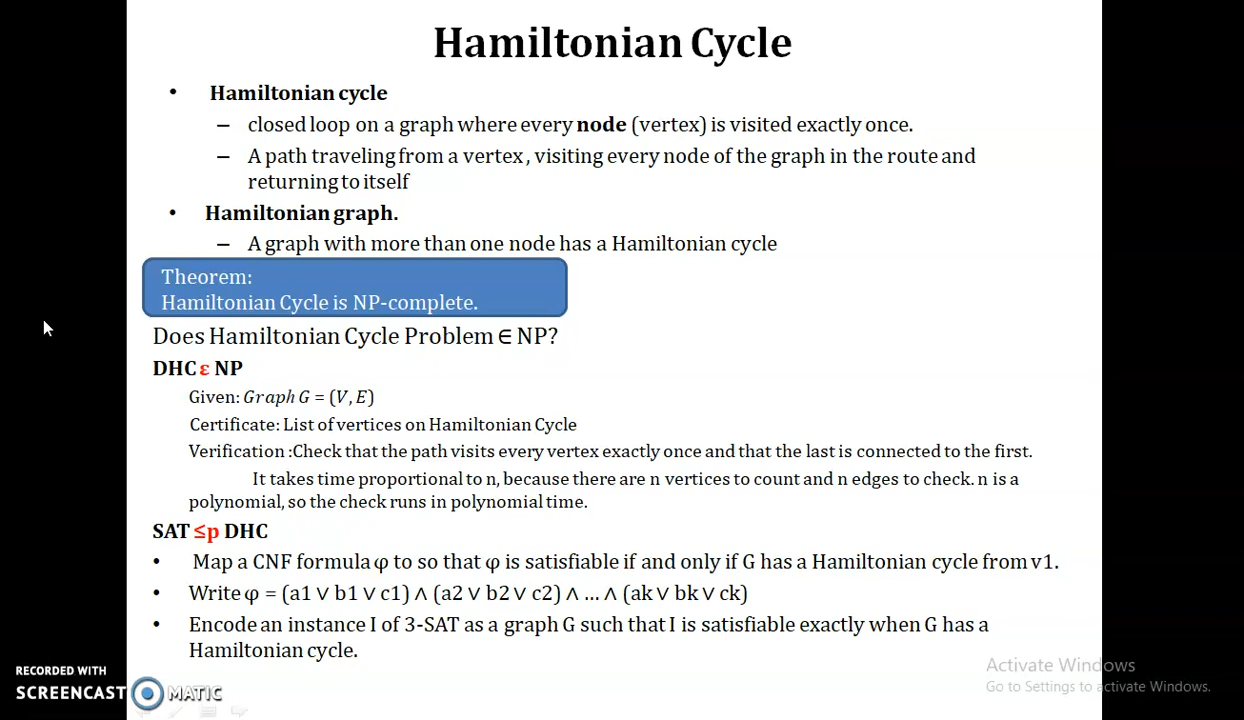 Hamiltonian Cycle
• Hamiltonian cycle
– closed loop on a graph where every node (vertex) is visited exactly once.
– A path traveling from a vertex , visiting every node of the graph in the route and
returning to itself
• Hamiltonian graph.
– A graph with more than one node has a Hamiltonian cycle
Theorem:
Hamiltonian Cycle is NP-complete.
Does Hamiltonian Cycle Problem ∈ NP?
DHC ε NP
Given: Graph G = (V, E)
Certificate: List of vertices on Hamiltonian Cycle
Verification :Check that the path visits every vertex exactly once and that the last is connected to the first.
It takes time proportional to n, because there are n vertices to count and n edges to check. n is a
polynomial, so the check runs in polynomial time.
SAT ≤p DHC
• Map a CNF formula φ to so that φ is satisfiable if and only if G has a Hamiltonian cycle from v1.
• Write φ = (a1 ∨ b1 ∨ c1) ∧ (a2 ∨ b2 ∨ c2) ∧ … ∧ (ak ∨ bk ∨ ck)
• Encode an instance I of 3-SAT as a graph G such that I is satisfiable exactly when G has a
Hamiltonian cycle.
RECORDED WITH
SCREENCAST MATIC
Activate Windows
Go to Settings to activate Windows.